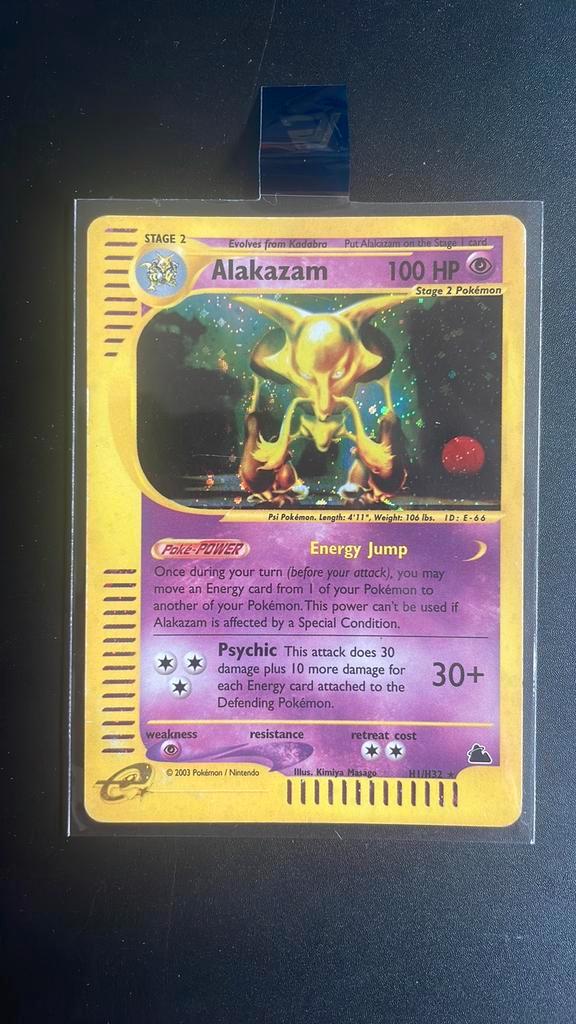 STAGE 2
Evolves from Kadabra
Put Alakazam on the Stage 1 card
Alakazam
100 HP
Stage 2 Pokémon
Psi Pokémon. Length: 4'11", Weight: 106 lbs. ID: E-66
Poké-POWER
Energy Jump
Once during your turn (before your attack), you may
move an Energy card from 1 of your Pokémon to
another of your Pokémon. This power can't be used if
Alakazam is affected by a Special Condition.
Psychic This attack does 30
damage plus 10 more damage for
each Energy card attached to the
Defending Pokémon.
30+
weakness
resistance
retreat cost
e
© 2003 Pokémon / Nintendo
Illus. Kimiya Masago
H1/H32 ★